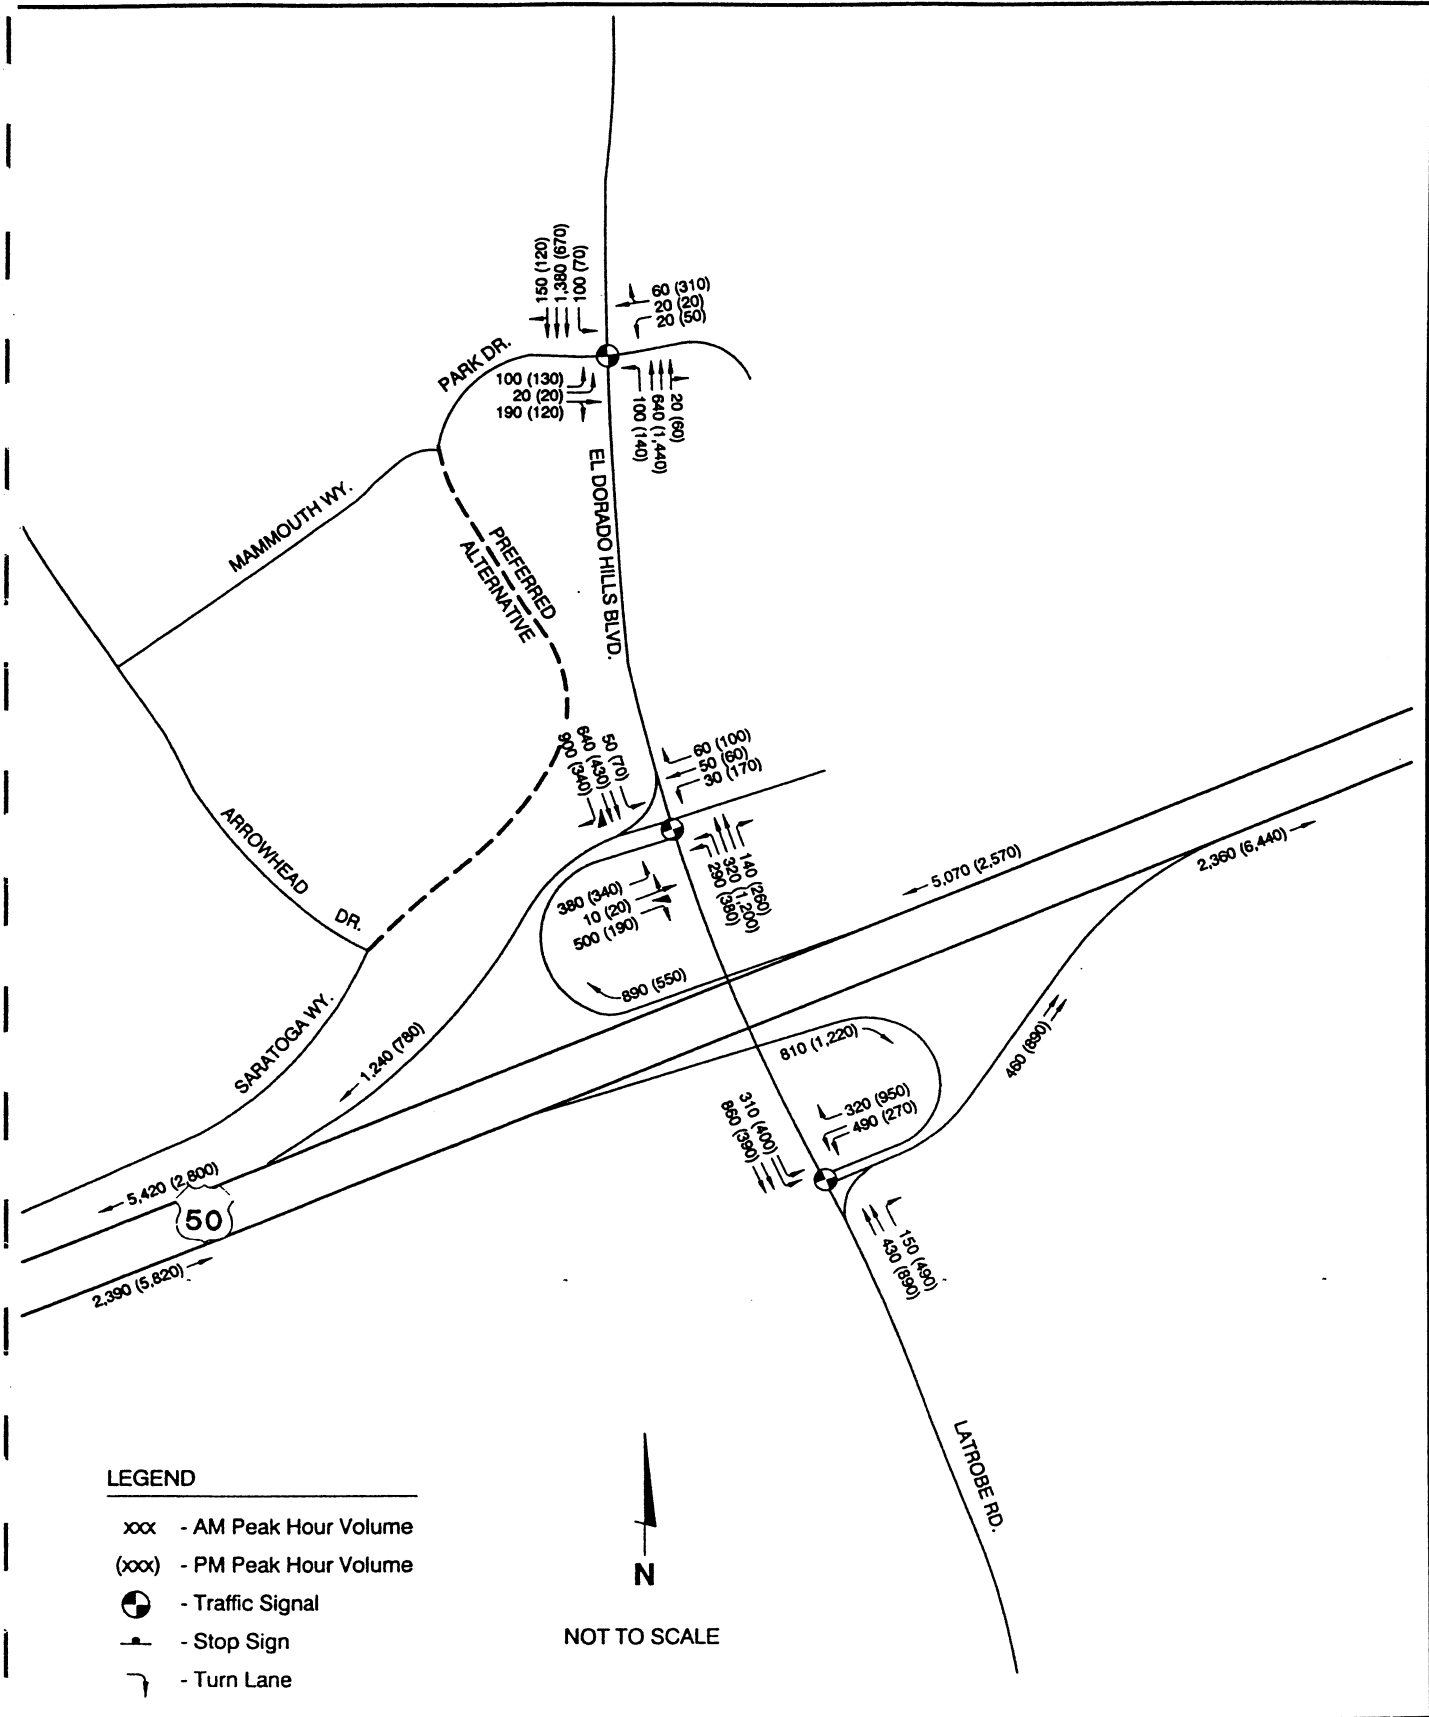 150 (120)
1,380 (670)
100 (70)
60 (310)
20 (20)
20 (50)
PARK DR.
100 (130)
20 (20)
190 (120)
100 (140)
640 (1,440)
20 (60)
EL DORADO HILLS BLVD.
MAMMOUTH WY.
PREFERRED
ALTERNATIVE
900 (340)
640 (430)
50 (70)
60 (100)
50 (60)
30 (170)
ARROWHEAD
DR.
380 (340)
10 (20)
500 (190)
290 (380)
320 (1,200)
140 (260)
5,070 (2,570)
2,360 (6,440)
890 (550)
SARATOGA WY.
1,240 (780)
810 (1,220)
460 (890)
310 (400)
860 (390)
320 (950)
490 (270)
5,420 (2,800)
50
2,390 (5,820)
150 (490)
430 (890)
LATROBE RD.
LEGEND
xxx - AM Peak Hour Volume
(xxx) - PM Peak Hour Volume
- Traffic Signal
- Stop Sign
- Turn Lane
N
NOT TO SCALE